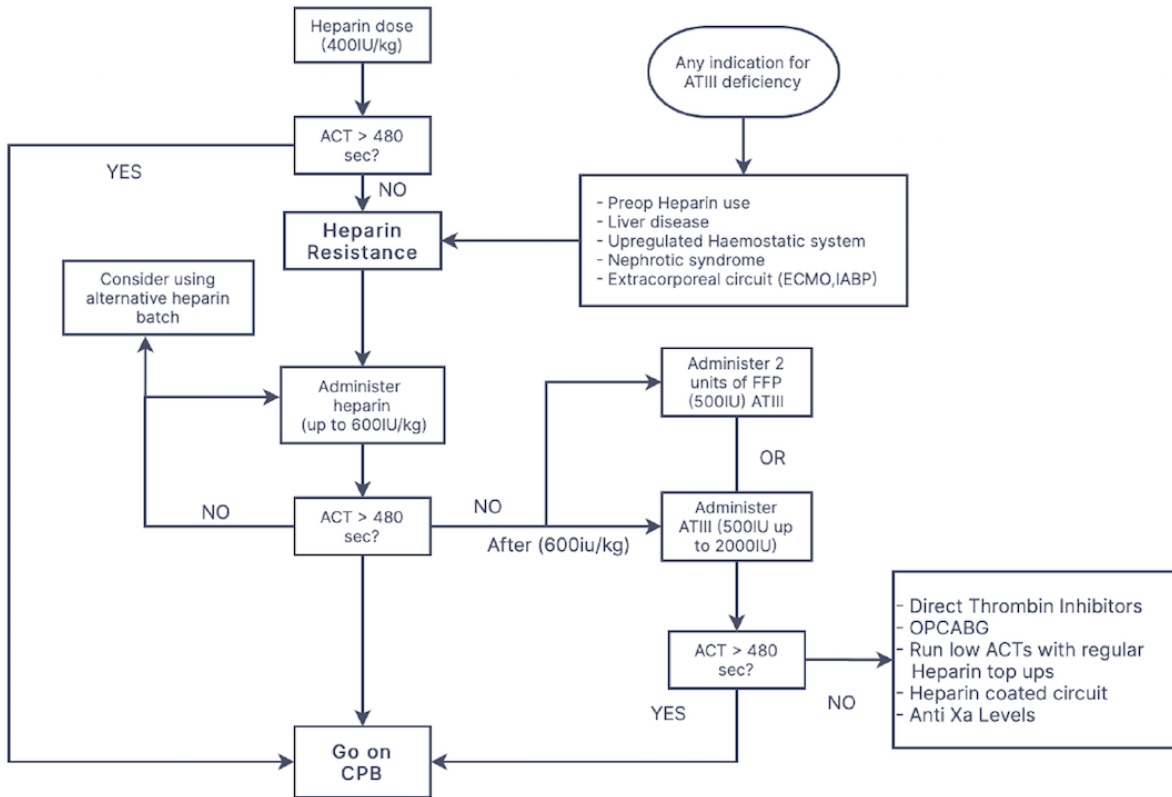 Heparin dose
(400IU/kg)
Any indication for
ATIII deficiency
ACT > 480
sec?
YES
NO
- Preop Heparin use
- Liver disease
- Upregulated Haemostatic system
- Nephrotic syndrome
- Extracorporeal circuit (ECMO,IABP)
Heparin
Resistance
Consider using
alternative heparin
batch
Administer
heparin
(up to 600IU/kg)
Administer 2
units of FFP
(500IU) ATIII
OR
NO
ACT > 480
sec?
NO
After (600iu/kg)
Administer
ATIII (500IU up
to 2000IU)
ACT > 480
sec?
NO
YES
- Direct Thrombin Inhibitors
- OPCABG
- Run low ACTs with regular
Heparin top ups
- Heparin coated circuit
- Anti Xa Levels
Go on
CPB